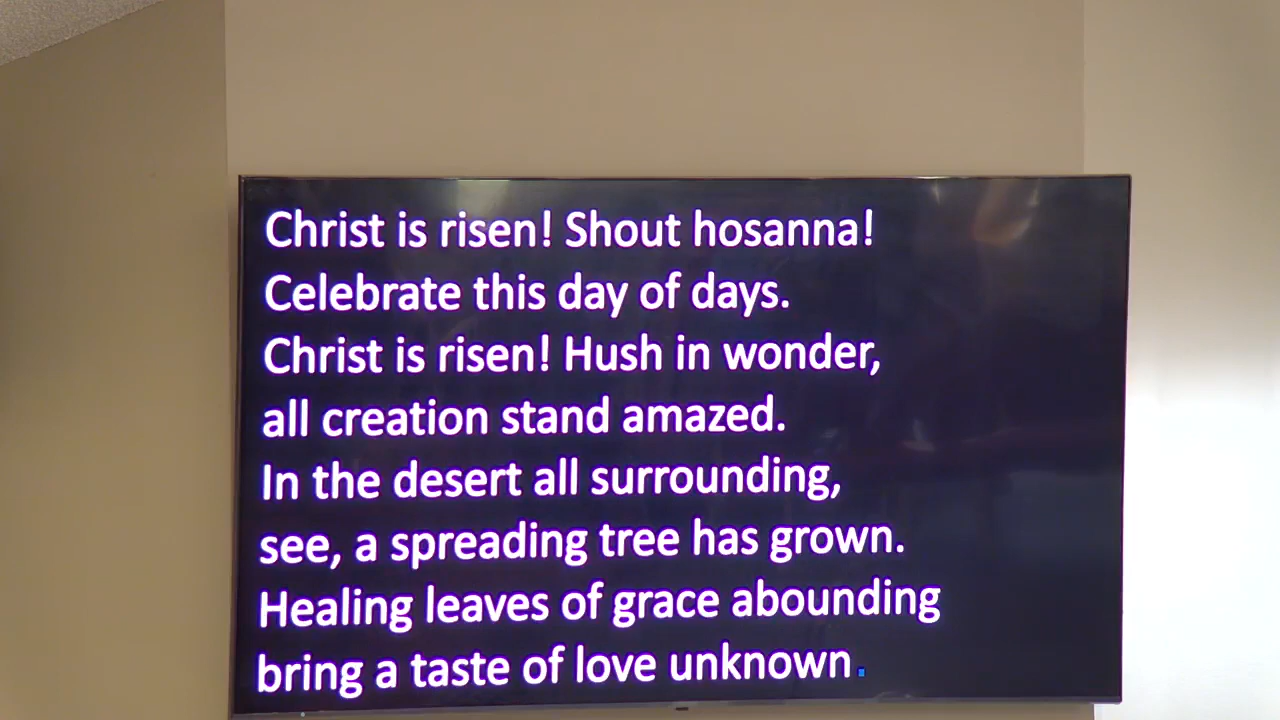 Christ is risen! Shout hosanna!
Celebrate this day of days.
Christ is risen! Hush in wonder,
all creation stand amazed.
In the desert all surrounding,
see, a spreading tree has grown.
Healing leaves of grace abounding
bring a taste of love unknown.